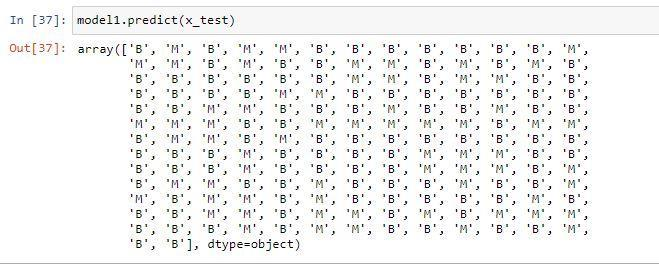 In [37]: model1.predict(x_test)
Out[37]: array(['B', 'M', 'B', 'M', 'M', 'B', 'B', 'B', 'B', 'B', 'B', 'B', 'M',
'M', 'M', 'B', 'M', 'B', 'B', 'M', 'M', 'B', 'B', 'M', 'B', 'B',
'B', 'B', 'B', 'M', 'B', 'B', 'B', 'B', 'M', 'M', 'B', 'M', 'B',
'B', 'B', 'B', 'B', 'M', 'M', 'B', 'B', 'B', 'B', 'B', 'B', 'B',
'B', 'B', 'M', 'M', 'B', 'B', 'B', 'M', 'B', 'B', 'M', 'B', 'B',
'M', 'M', 'M', 'B', 'B', 'M', 'M', 'M', 'M', 'M', 'B', 'M', 'M',
'B', 'M', 'M', 'B', 'M', 'B', 'B', 'B', 'B', 'B', 'B', 'B', 'B',
'B', 'B', 'B', 'M', 'B', 'B', 'B', 'B', 'M', 'M', 'M', 'B', 'B',
'B', 'B', 'B', 'M', 'B', 'B', 'B', 'B', 'M', 'M', 'B', 'M', 'B',
'B', 'M', 'M', 'B', 'B', 'M', 'B', 'B', 'B', 'M', 'B', 'B', 'M',
'M', 'B', 'M', 'B', 'B', 'B', 'B', 'B', 'B', 'B', 'B', 'M', 'B',
'B', 'B', 'M', 'M', 'B', 'M', 'M', 'B', 'M', 'B', 'M', 'B', 'M',
'B', 'B', 'M', 'B', 'M', 'B', 'M', 'M', 'B', 'B', 'B', 'B', 'M',
'B', 'B'], dtype=object)